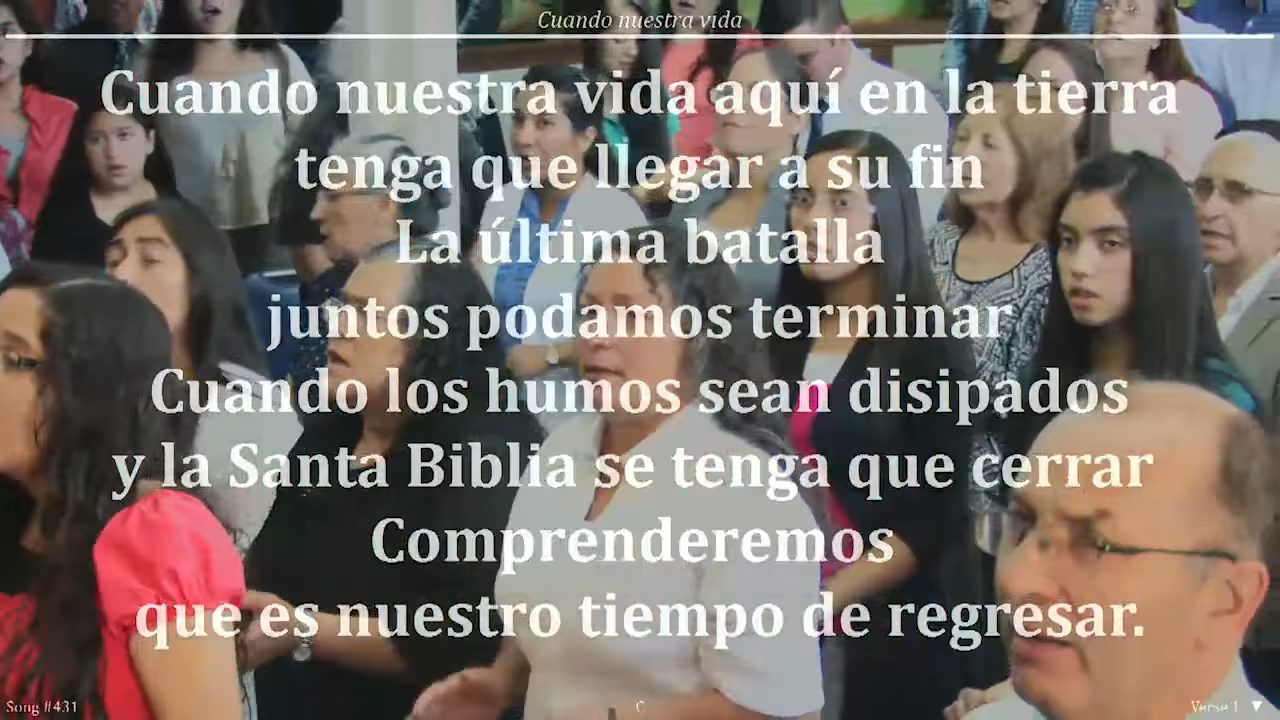 Cuando nuestra vida
Cuando nuestra vida aquí en la tierra
tenga que llegar a su fin
La última batalla
juntos podamos terminar
Cuando los humos sean disipados
y la Santa Biblia se tenga que cerrar
Comprenderemos
que es nuestro tiempo de regresar.
Song #431
C
Verse 1 ▼